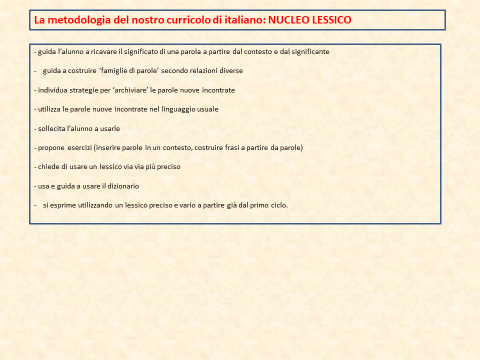 La metodologia del nostro curricolo di italiano: NUCLEO LESSICO
- guida l'alunno a ricavare il significato di una parola a partire dal contesto e dal significante
- guida a costruire 'famiglie di parole' secondo relazioni diverse
- individua strategie per 'archiviare' le parole nuove incontrate
- utilizza le parole nuove incontrate nel linguaggio usuale
- sollecita l'alunno a usarle
- propone esercizi (inserire parole in un contesto, costruire frasi a partire da parole)
- chiede di usare un lessico via via più preciso
- usa e guida a usare il dizionario
- si esprime utilizzando un lessico preciso e vario a partire già dal primo ciclo.